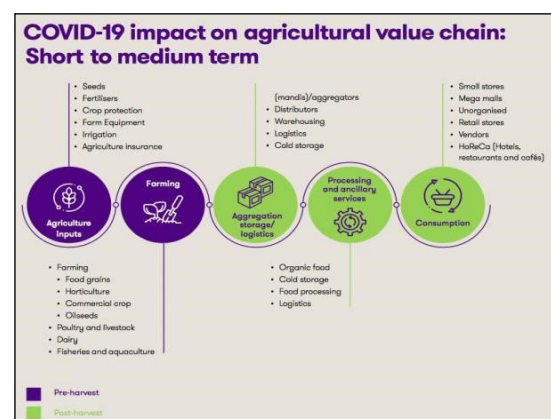 COVID-19 impact on agricultural value chain:
Short to medium term
• Seeds
• Fertilisers
• Crop protection
• Farm Equipment
• Irrigation
• Agriculture insurance
(mandis)/aggregators
• Distributors
• Warehousing
• Logistics
• Cold storage
• Small stores
• Mega malls
• Unorganised
• Retail stores
• Vendors
• HoReCa (Hotels,
restaurants and cafés)
Agriculture
inputs
Farming
Aggregation
storage/
logistics
Processing
and ancillary
services
Consumption
• Farming
• Food grains
• Horticulture
• Commercial crop
• Oilseeds
• Poultry and livestock
• Dairy
• Fisheries and aquaculture
• Organic food
• Cold storage
• Food processing
• Logistics
Pre-harvest
Post-harvest